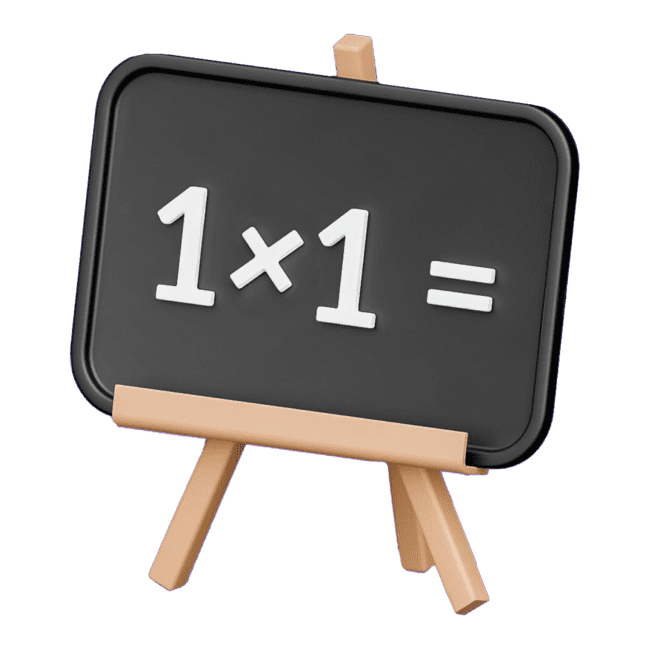 1×1 =